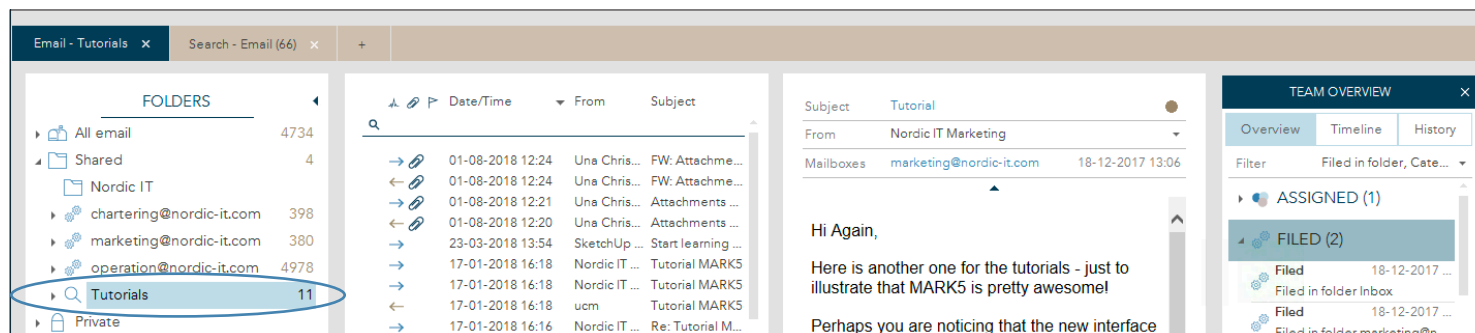 Email - Tutorials x Search - Email (66) x +
FOLDERS
All email 4734
Shared 4
Nordic IT
chartering@nordic-it.com 398
marketing@nordic-it.com 380
operation@nordic-it.com 4978
Tutorials 11
Private
Date/Time From Subject
01-08-2018 12:24 Una Chris... FW: Attachme...
01-08-2018 12:24 Una Chris... FW: Attachme...
01-08-2018 12:21 Una Chris... Attachments ...
01-08-2018 12:20 Una Chris... Attachments ...
23-03-2018 13:54 SketchUp ... Start learning ...
17-01-2018 16:18 Nordic IT ... Tutorial MARK5
17-01-2018 16:18 Nordic IT ... Tutorial MARK5
17-01-2018 16:18 ucm Tutorial MARK5
17-01-2018 16:16 Nordic IT ... Re: Tutorial M...
Subject Tutorial
From Nordic IT Marketing
Mailboxes marketing@nordic-it.com 18-12-2017 13:06
Hi Again,
Here is another one for the tutorials - just to
illustrate that MARK5 is pretty awesome!
Perhaps you are noticing that the new interface
TEAM OVERVIEW x
Overview Timeline History
Filter Filed in folder, Cate...
ASSIGNED (1)
FILED (2)
Filed 18-12-2017 ...
Filed in folder Inbox
Filed 18-12-2017 ...
Filed in folder marketing@n...